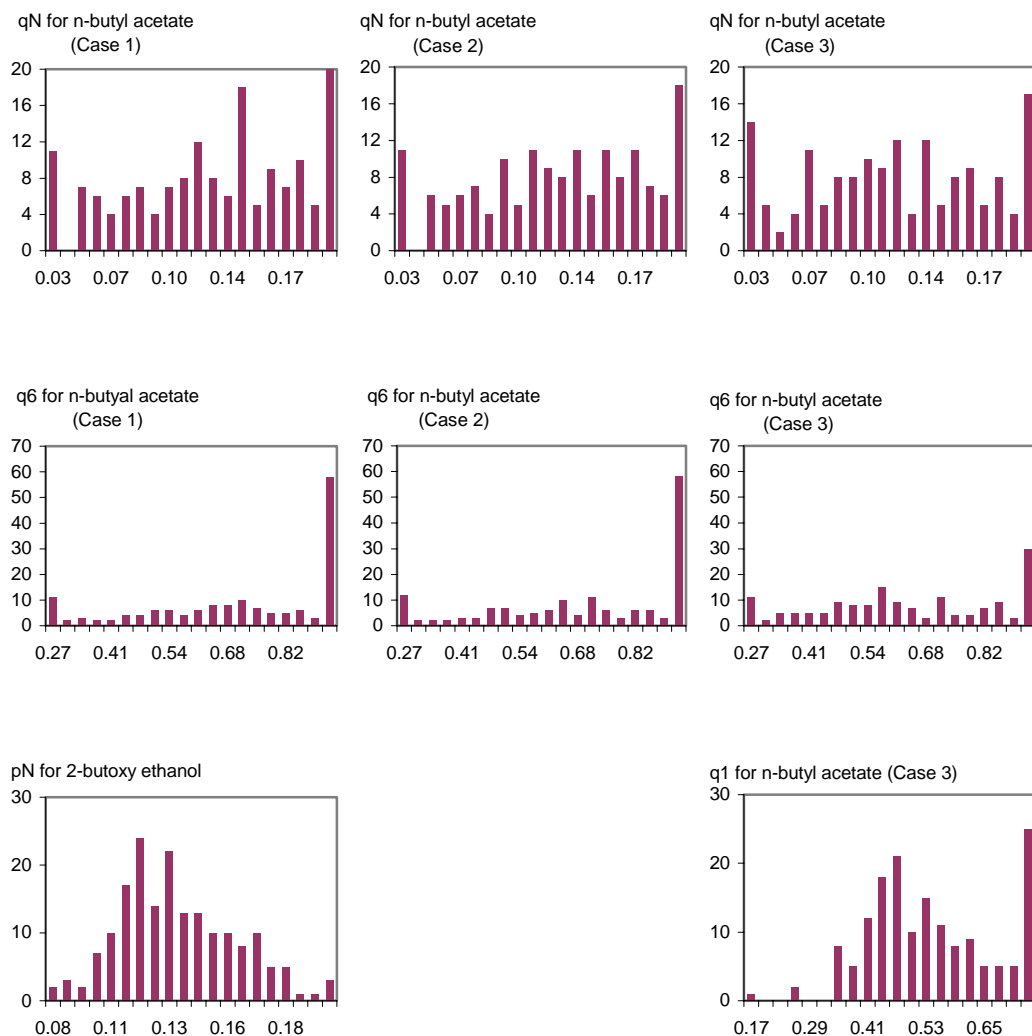 qN for n-butyl acetate
(Case 1)
20
16
12
8
4
0
0.03 0.07 0.10 0.14 0.17
qN for n-butyl acetate
(Case 2)
20
16
12
8
4
0
0.03 0.07 0.10 0.14 0.17
qN for n-butyl acetate
(Case 3)
20
16
12
8
4
0
0.03 0.07 0.10 0.14 0.17
q6 for n-butyal acetate
(Case 1)
70
60
50
40
30
20
10
0
0.27 0.41 0.54 0.68 0.82
q6 for n-butyl acetate
(Case 2)
70
60
50
40
30
20
10
0
0.27 0.41 0.54 0.68 0.82
q6 for n-butyl acetate
(Case 3)
70
60
50
40
30
20
10
0
0.27 0.41 0.54 0.68 0.82
pN for 2-butoxy ethanol
30
20
10
0
0.08 0.11 0.13 0.16 0.18
q1 for n-butyl acetate (Case 3)
30
20
10
0
0.17 0.29 0.41 0.53 0.65